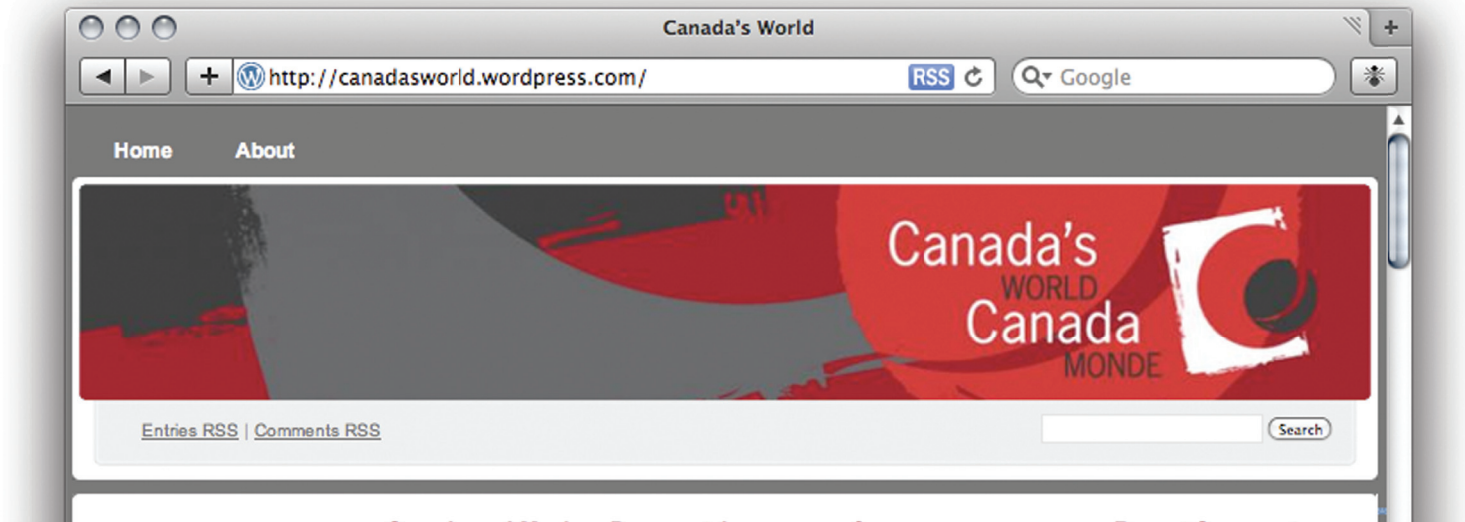 Canada's World
http://canadasworld.wordpress.com/ RSS Google
Home About
Canada's
WORLD
Canada
MONDE
Entries RSS | Comments RSS Search